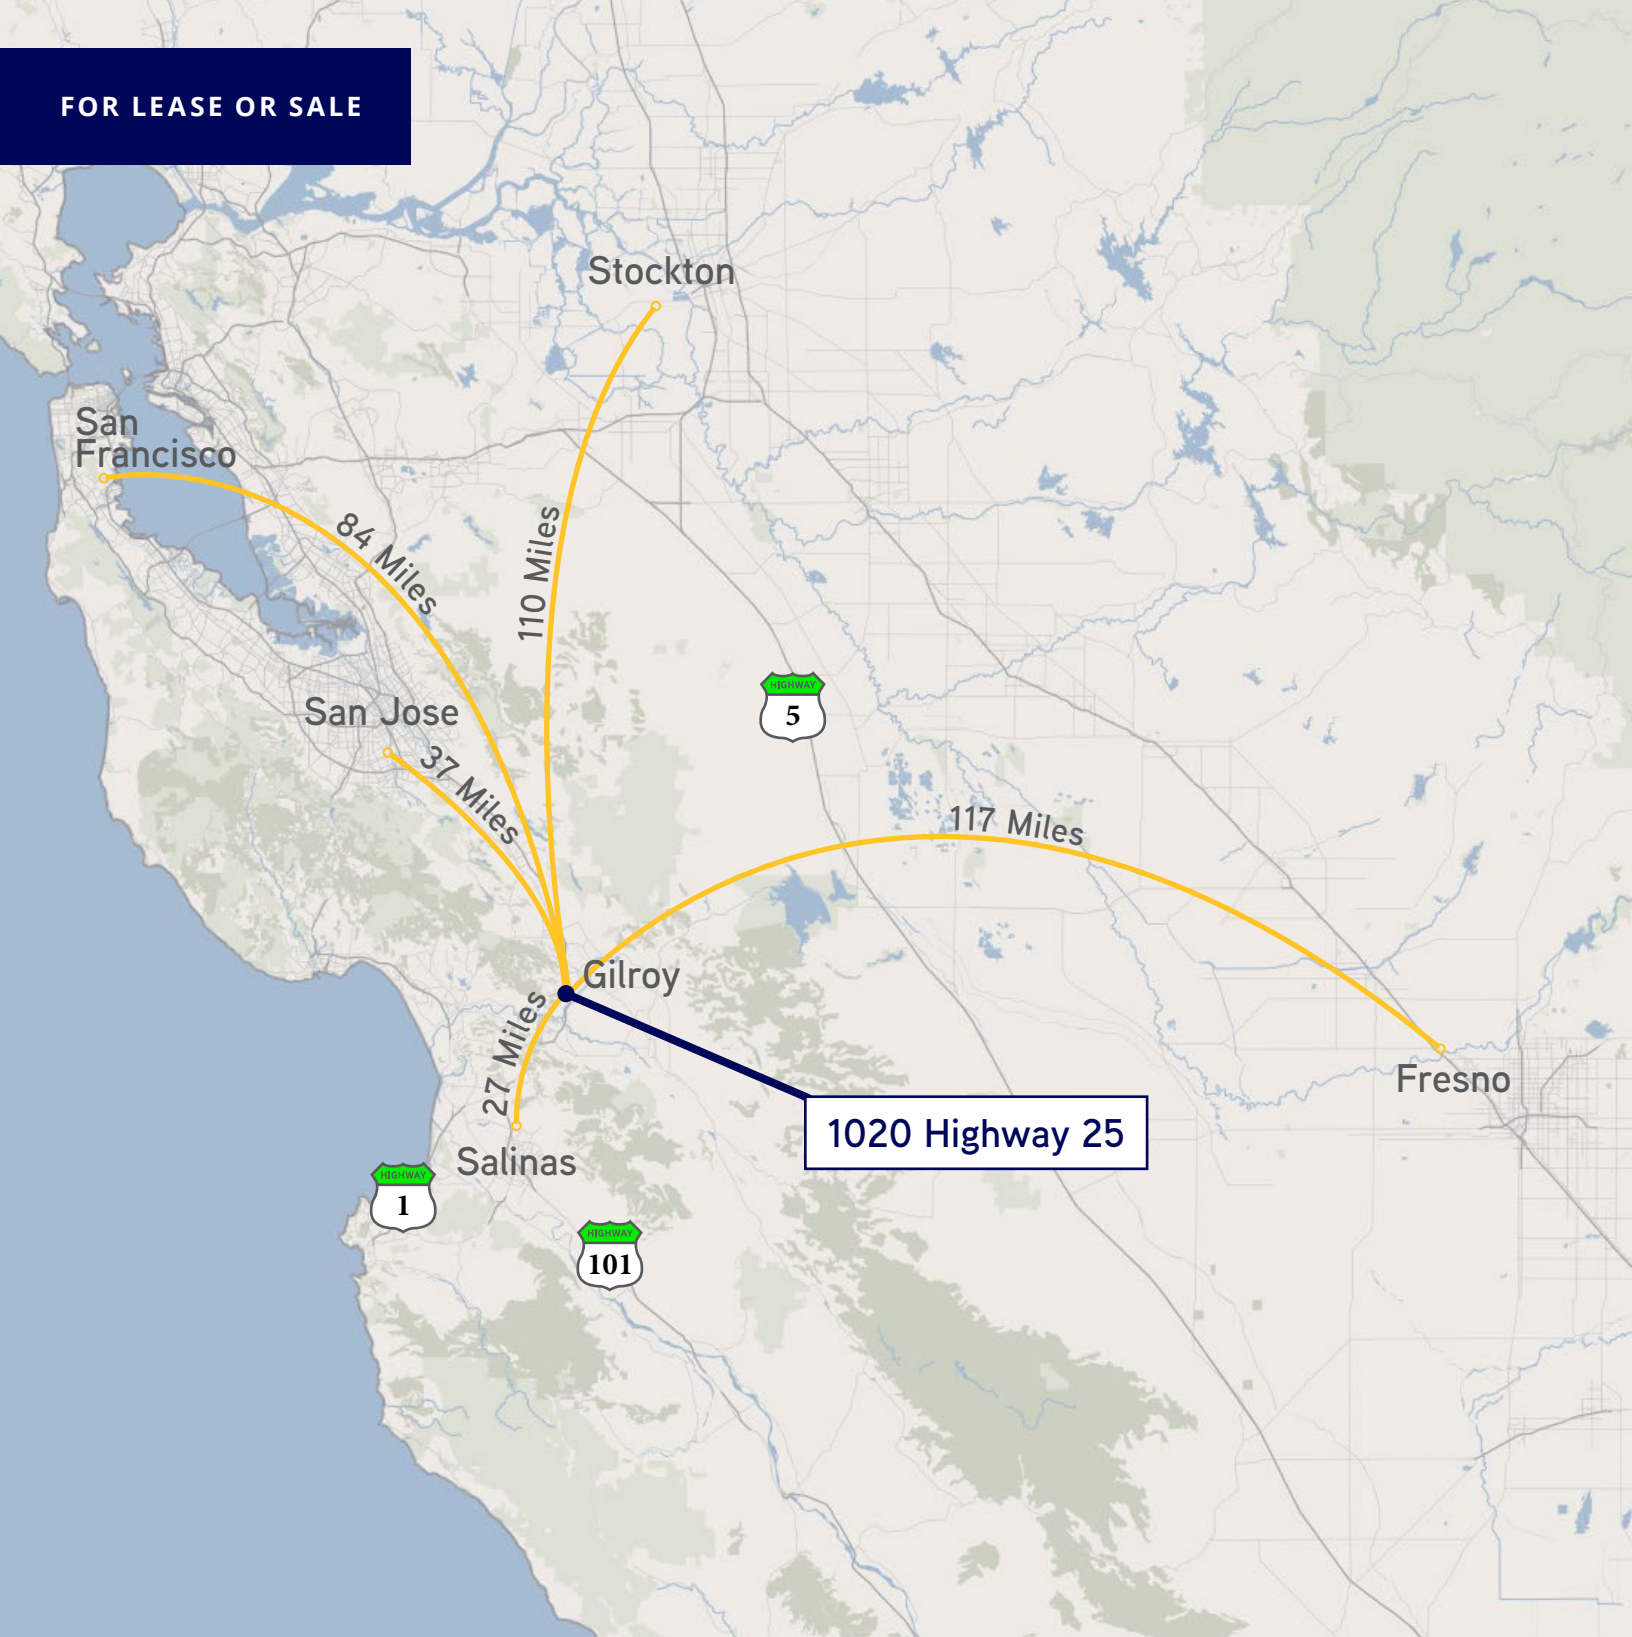 FOR LEASE OR SALE
Stockton
San
Francisco
84 Miles
110 Miles
San Jose
37 Miles
HIGHWAY
5
117 Miles
Gilroy
27 Miles
Fresno
1020 Highway 25
Salinas
HIGHWAY
1
HIGHWAY
101